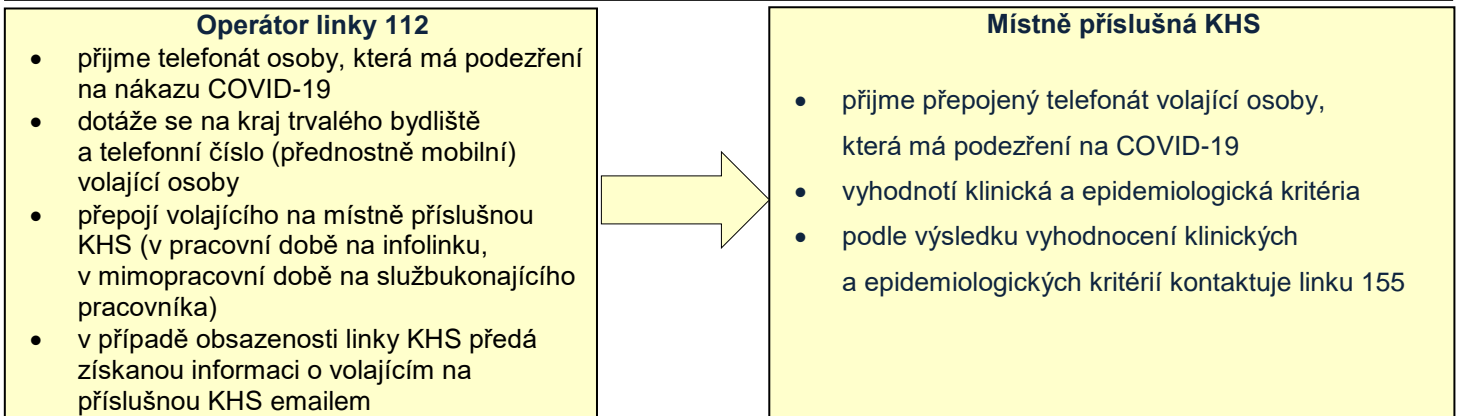 Operátor linky 112
• přijme telefonát osoby, která má podezření
na nákazu COVID-19
• dotáže se na kraj trvalého bydliště
a telefonní číslo (přednostně mobilní)
volající osoby
• přepojí volajícího na místně příslušnou
KHS (v pracovní době na infolinku,
v mimopracovní době na službukonajícího
pracovníka)
• v případě obsazenosti linky KHS předá
získanou informaci o volajícím na
příslušnou KHS emailem
Místně příslušná KHS
• přijme přepojený telefonát volající osoby,
která má podezření na COVID-19
• vyhodnotí klinická a epidemiologická kritéria
• podle výsledku vyhodnocení klinických
a epidemiologických kritérií kontaktuje linku 155